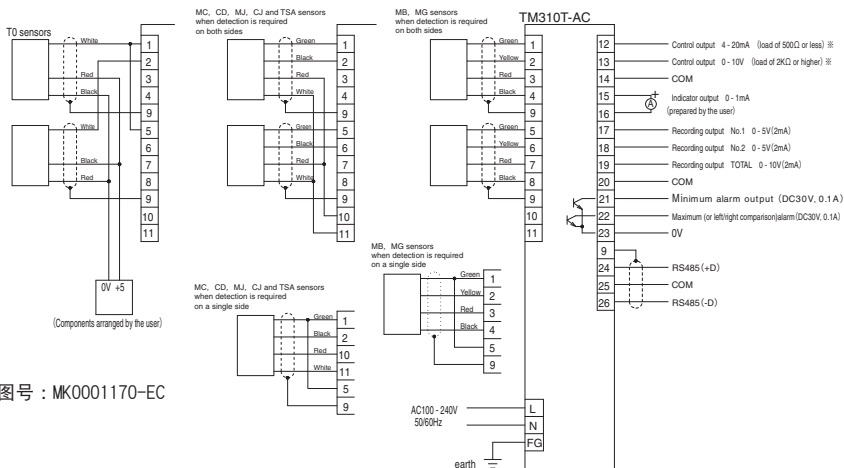 T0 sensors
White
Red
Black
White
Black
Red
1
2
3
4
9
5
6
7
8
9
10
11
0V +5
(Components arranged by the user)
MC, CD, MJ, CJ and TSA sensors
when detection is required
on both sides
Green
Black
Red
White
Green
Black
Red
White
1
2
3
4
9
5
6
7
8
9
10
11
MB, MG sensors
when detection is required
on both sides
Green
Yellow
Red
Black
Green
Yellow
Red
Black
TM310T-AC
1
2
3
4
9
5
6
7
8
9
10
11
12
13
14
15
16
17
18
19
20
21
22
23
9
24
25
26
Control output 4 - 20mA (load of 500Ω or less) ※
Control output 0 - 10V (load of 2KΩ or higher) ※
COM
+
A
Indicator output 0 - 1mA
(prepared by the user)
Recording output No.1 0 - 5V(2mA)
Recording output No.2 0 - 5V(2mA)
Recording output TOTAL 0 - 10V(2mA)
COM
Minimum alarm output (DC30V, 0.1A)
Maximum (or left/right comparison)alarm(DC30V, 0.1A)
0V
RS485(+D)
COM
RS485(-D)
MC, CD, MJ, CJ and TSA sensors
when detection is required
on a single side
Green
Black
Red
White
1
2
10
11
5
9
MB, MG sensors
when detection is required
on a single side
Green
Yellow
Red
Black
1
2
3
4
5
9
AC100 - 240V
50/60Hz
L
N
FG
earth
图号：MK0001170-EC